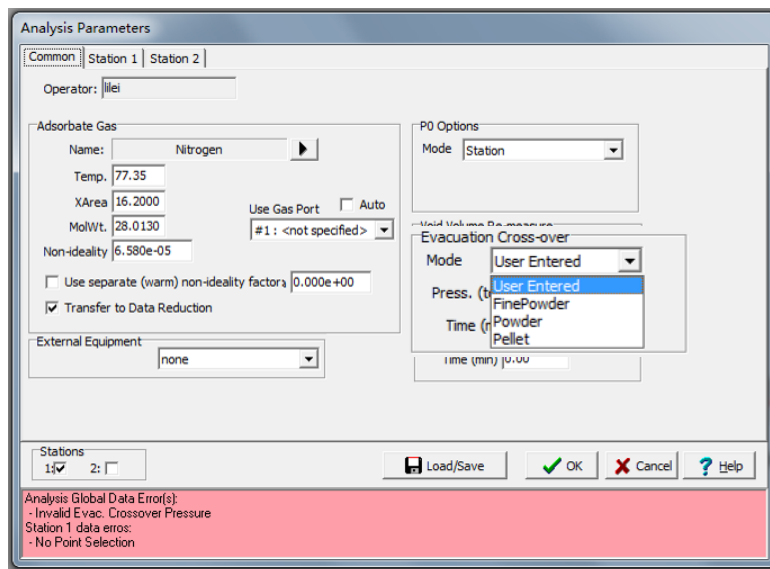 Analysis Parameters
Common Station 1 Station 2
Operator: lilei
Adsorbate Gas
Name: Nitrogen
Temp. 77.35
XArea 16.2000
MolWt. 28.0130
Non-ideality 6.580e-05
Use Gas Port Auto
#1 : <not specified>
Use separate (warm) non-ideality factor: 0.000e+00
Transfer to Data Reduction
External Equipment
none
P0 Options
Mode Station
Void Volume Re-measure
Evacuation Cross-over
Mode User Entered
User Entered
FinePowder
Powder
Pellet
Press. (t
Time (
Time (min) 0.00
Stations
1: 2:
Load/Save OK Cancel ? Help
Analysis Global Data Error(s):
- Invalid Evac. Crossover Pressure
Station 1 data erros:
- No Point Selection